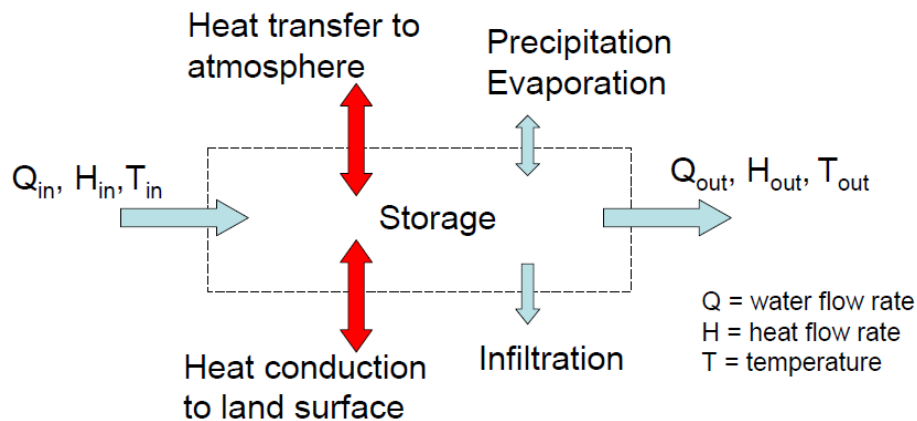 Heat transfer to
atmosphere
Precipitation
Evaporation
Qin, Hin,Tin
Storage
Qout, Hout, Tout
Heat conduction
to land surface
Infiltration
Q = water flow rate
H = heat flow rate
T = temperature